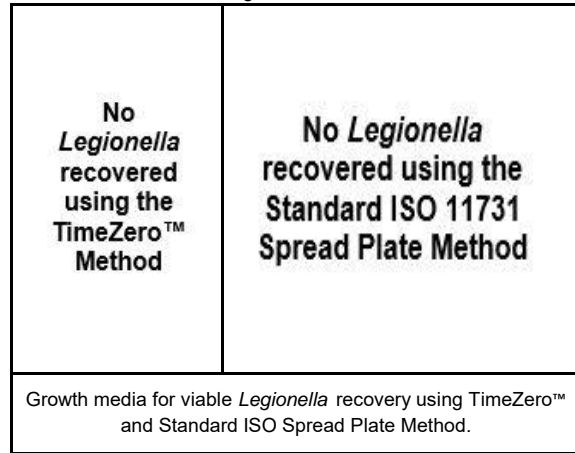 No
Legionella
recovered
using the
TimeZero™
Method
No Legionella
recovered using the
Standard ISO 11731
Spread Plate Method
Growth media for viable Legionella recovery using TimeZero™
and Standard ISO Spread Plate Method.